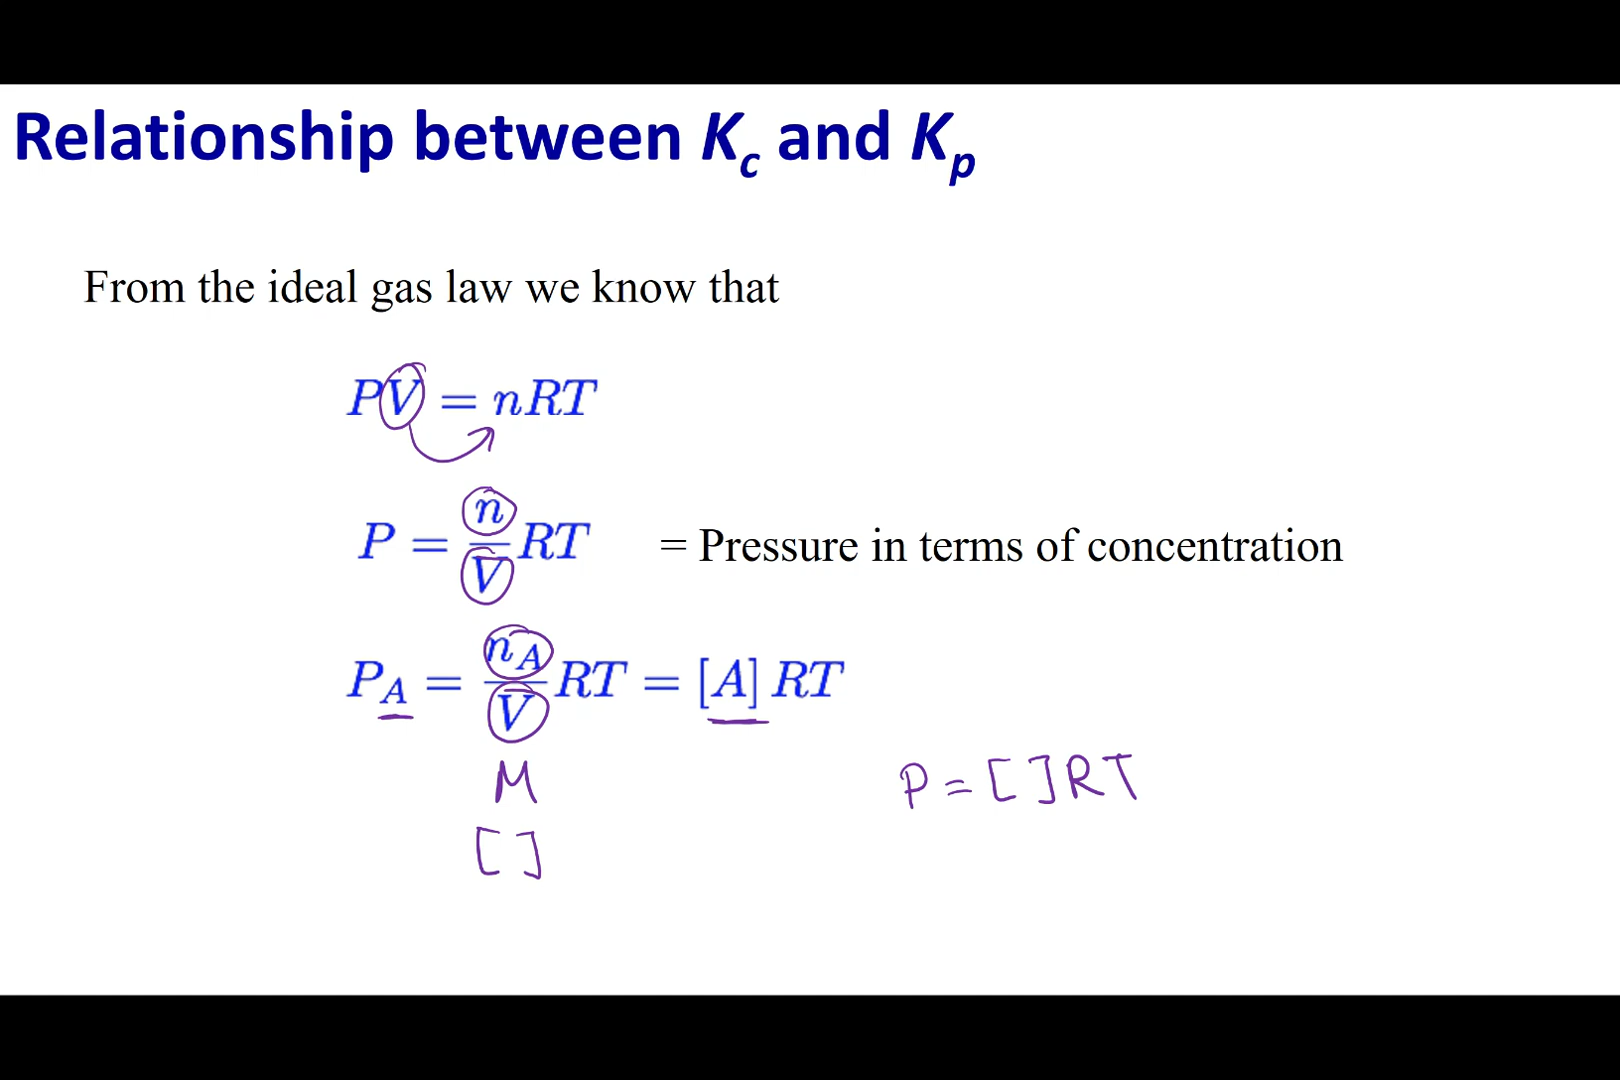 Relationship between Kc and Kp
From the ideal gas law we know that
PV = nRT
P = n/V RT = Pressure in terms of concentration
PA = nA/V RT = [A] RT
M
P = [ ] RT
[ ]